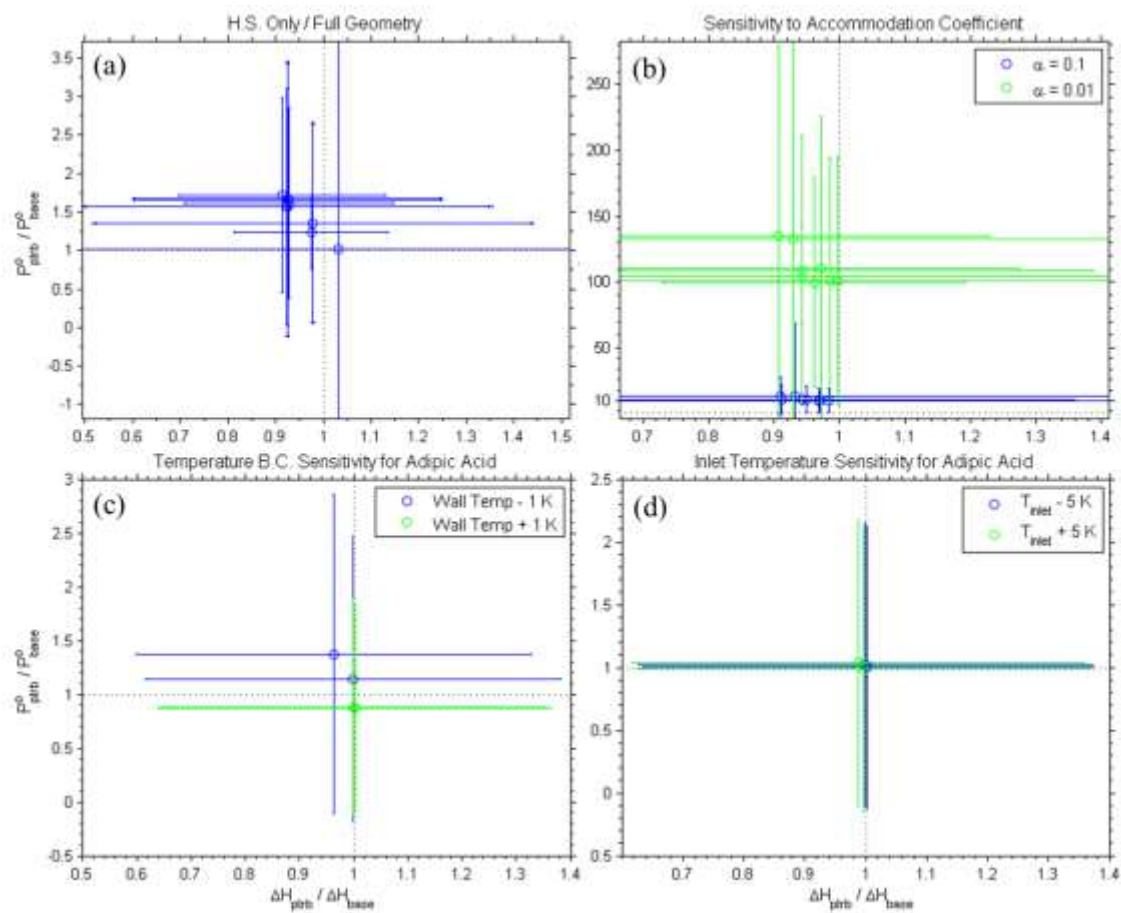 H.S. Only / Full Geometry
(a)
3.5
3
2.5
2
1.5
1
0.5
0
-0.5
-1
P⁰ptrb / P⁰base
0.5 0.6 0.7 0.8 0.9 1 1.1 1.2 1.3 1.4 1.5
Sensitivity to Accommodation Coefficient
(b)
α = 0.1
α = 0.01
250
200
150
100
50
10
0.7 0.8 0.9 1 1.1 1.2 1.3 1.4
Temperature B.C. Sensitivity for Adipic Acid
(c)
Wall Temp - 1 K
Wall Temp + 1 K
3
2.5
2
1.5
1
0.5
0
-0.5
P⁰ptrb / P⁰base
0.5 0.6 0.7 0.8 0.9 1 1.1 1.2 1.3 1.4
ΔHptrb / ΔHbase
Inlet Temperature Sensitivity for Adipic Acid
(d)
Tinlet - 5 K
Tinlet + 5 K
2.5
2
1.5
1
0.5
0
0.5
0.7 0.8 0.9 1 1.1 1.2 1.3 1.4
ΔHptrb / ΔHbase